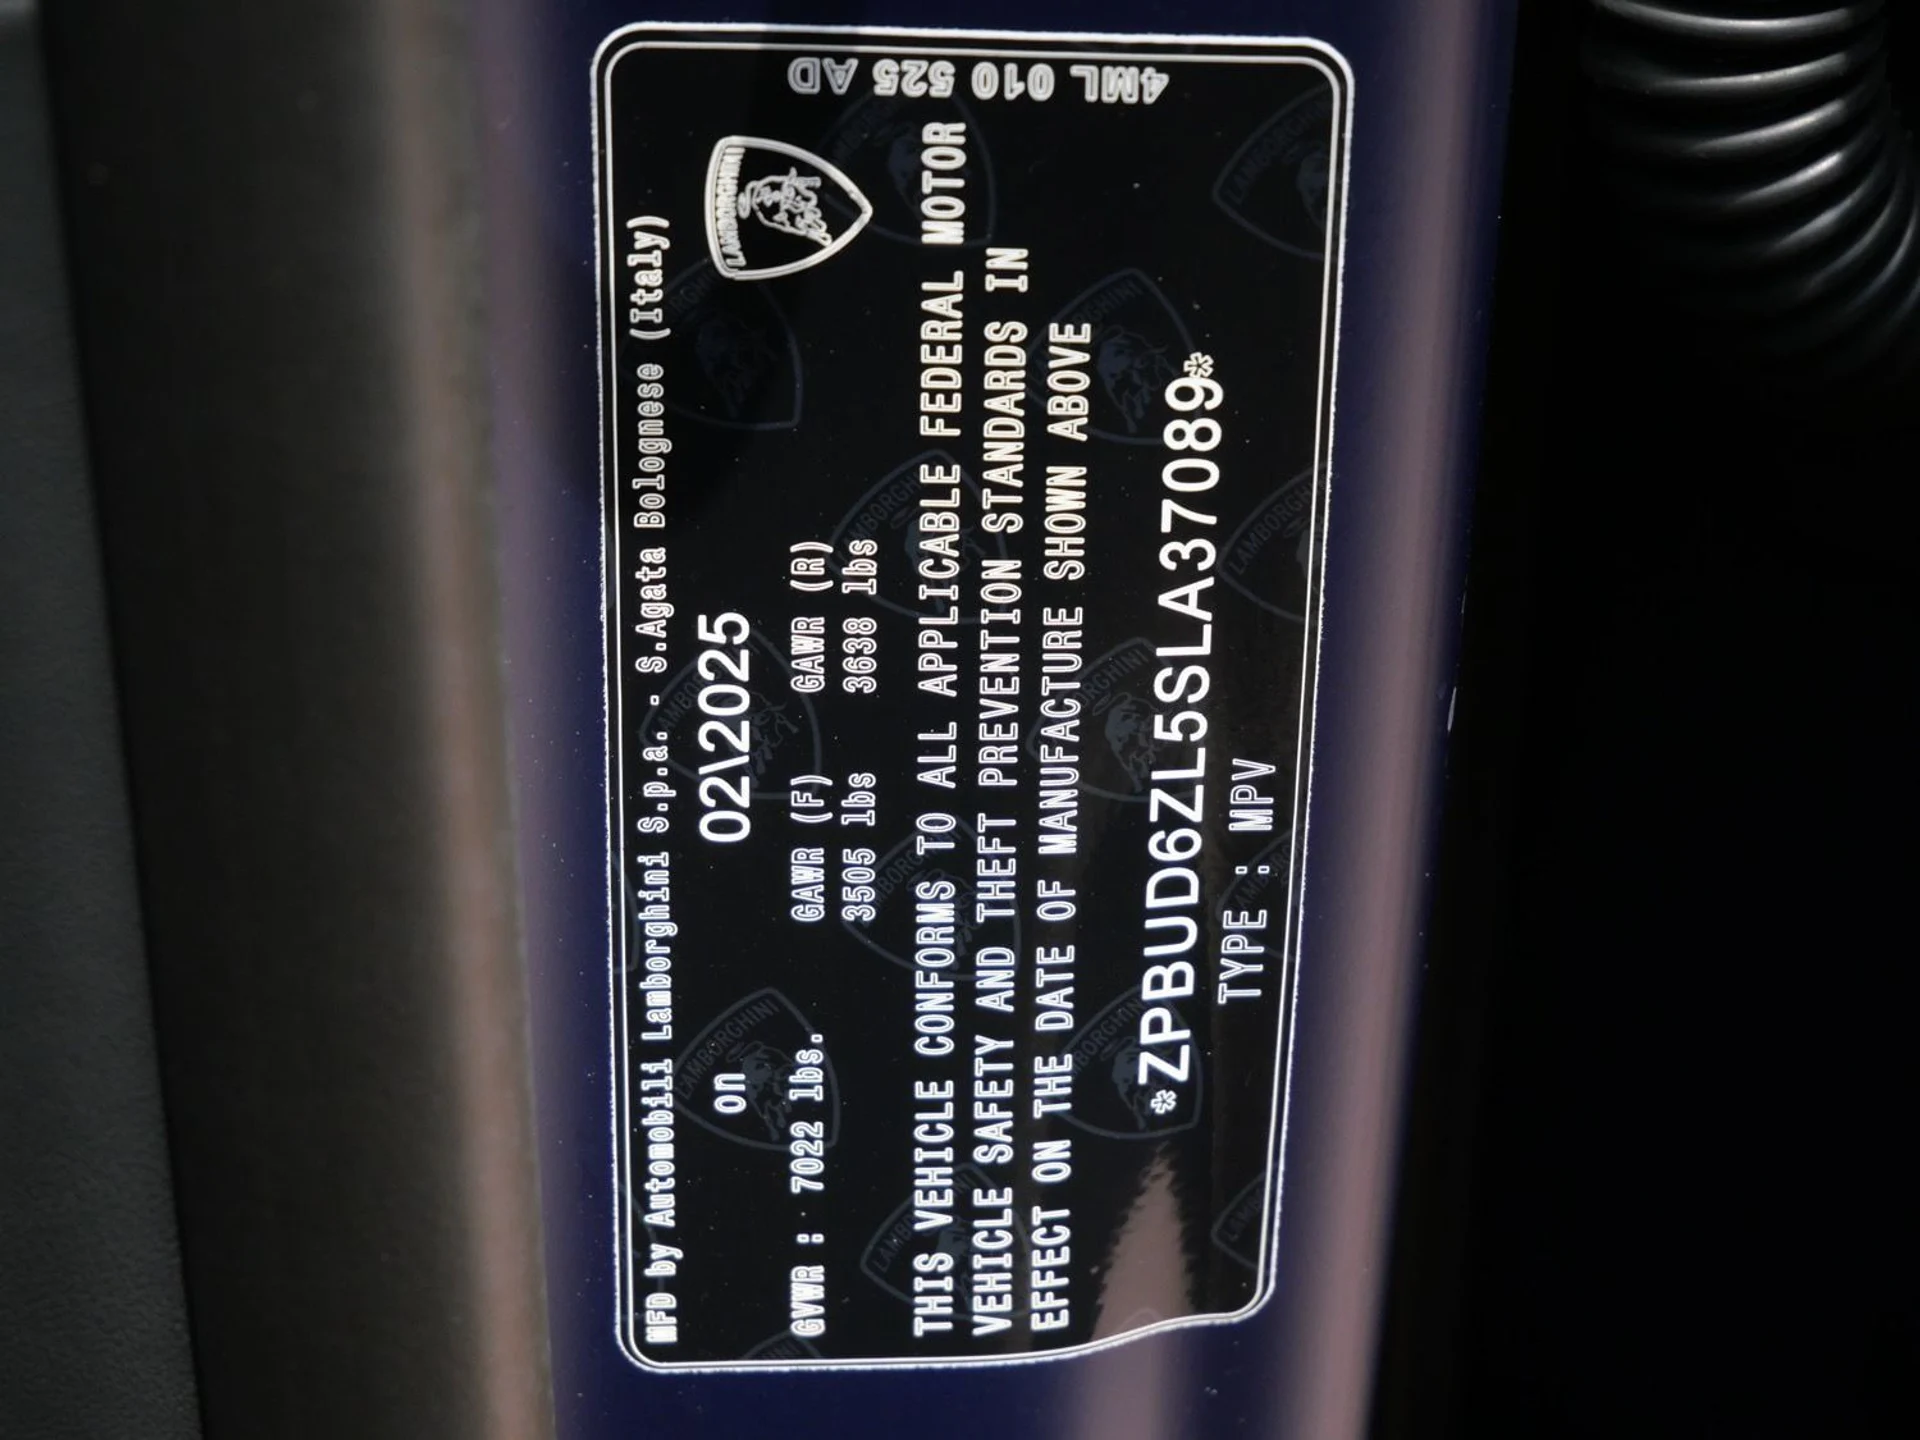 MFD by Automobili Lamborghini S.p.a. - S.Agata Bolognese (Italy)
on 02\2025
LAMBORGHINI
GVWR : 7022 lbs. GAWR (F) GAWR (R)
3505 lbs 3638 lbs
THIS VEHICLE CONFORMS TO ALL APPLICABLE FEDERAL MOTOR
VEHICLE SAFETY AND THEFT PREVENTION STANDARDS IN
EFFECT ON THE DATE OF MANUFACTURE SHOWN ABOVE
*ZPBUD6ZL5SLA37089*
TYPE : MPV
4ML 010 525 AD